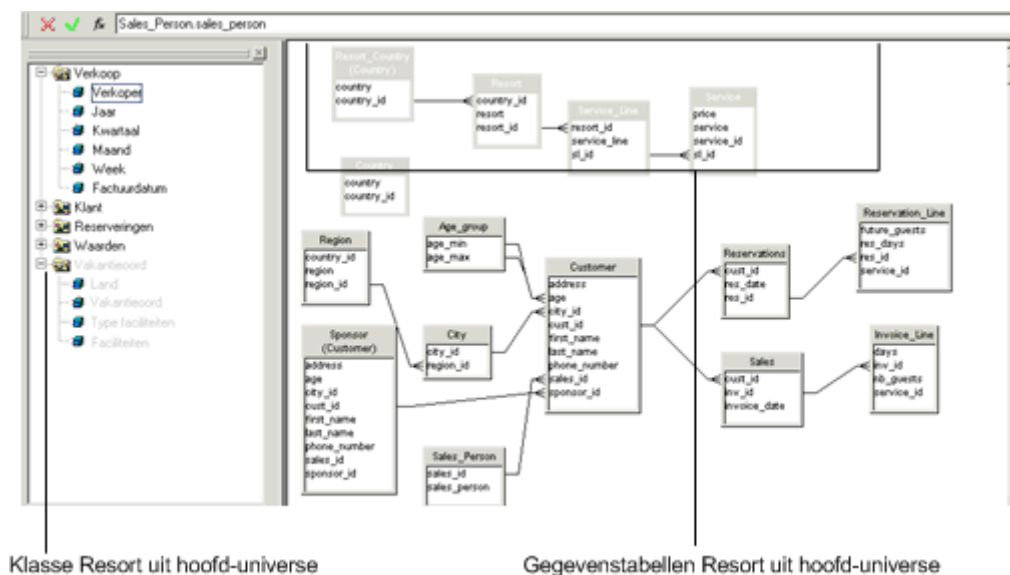 Sales_Person.sales_person
Verkoop
Verkoper
Jaar
Kwartaal
Maand
Week
Factuurdatum
Klant
Reserveringen
Waarden
Vakantieoord
Land
Vakantieoord
Type faciliteiten
Faciliteiten
Resort_Country
(Country)
country
country_id
Resort
country_id
resort
resort_id
Service_Line
resort_id
service_line
sl_id
Service
price
service
service_id
sl_id
Country
country
country_id
Region
country_id
region
region_id
Age_group
age_min
age_max
Customer
address
age
city_id
cust_id
first_name
last_name
phone_number
sales_id
sponsor_id
Reservations
cust_id
res_date
res_id
Reservation_Line
future_guests
res_days
res_id
service_id
Sponsor
(Customer)
address
age
city_id
cust_id
first_name
last_name
phone_number
sales_id
sponsor_id
City
city_id
region_id
Sales
cust_id
inv_id
invoice_date
Invoice_Line
days
inv_id
nb_guests
service_id
Sales_Person
sales_id
sales_person
Klasse Resort uit hoofd-universe
Gegevenstabellen Resort uit hoofd-universe